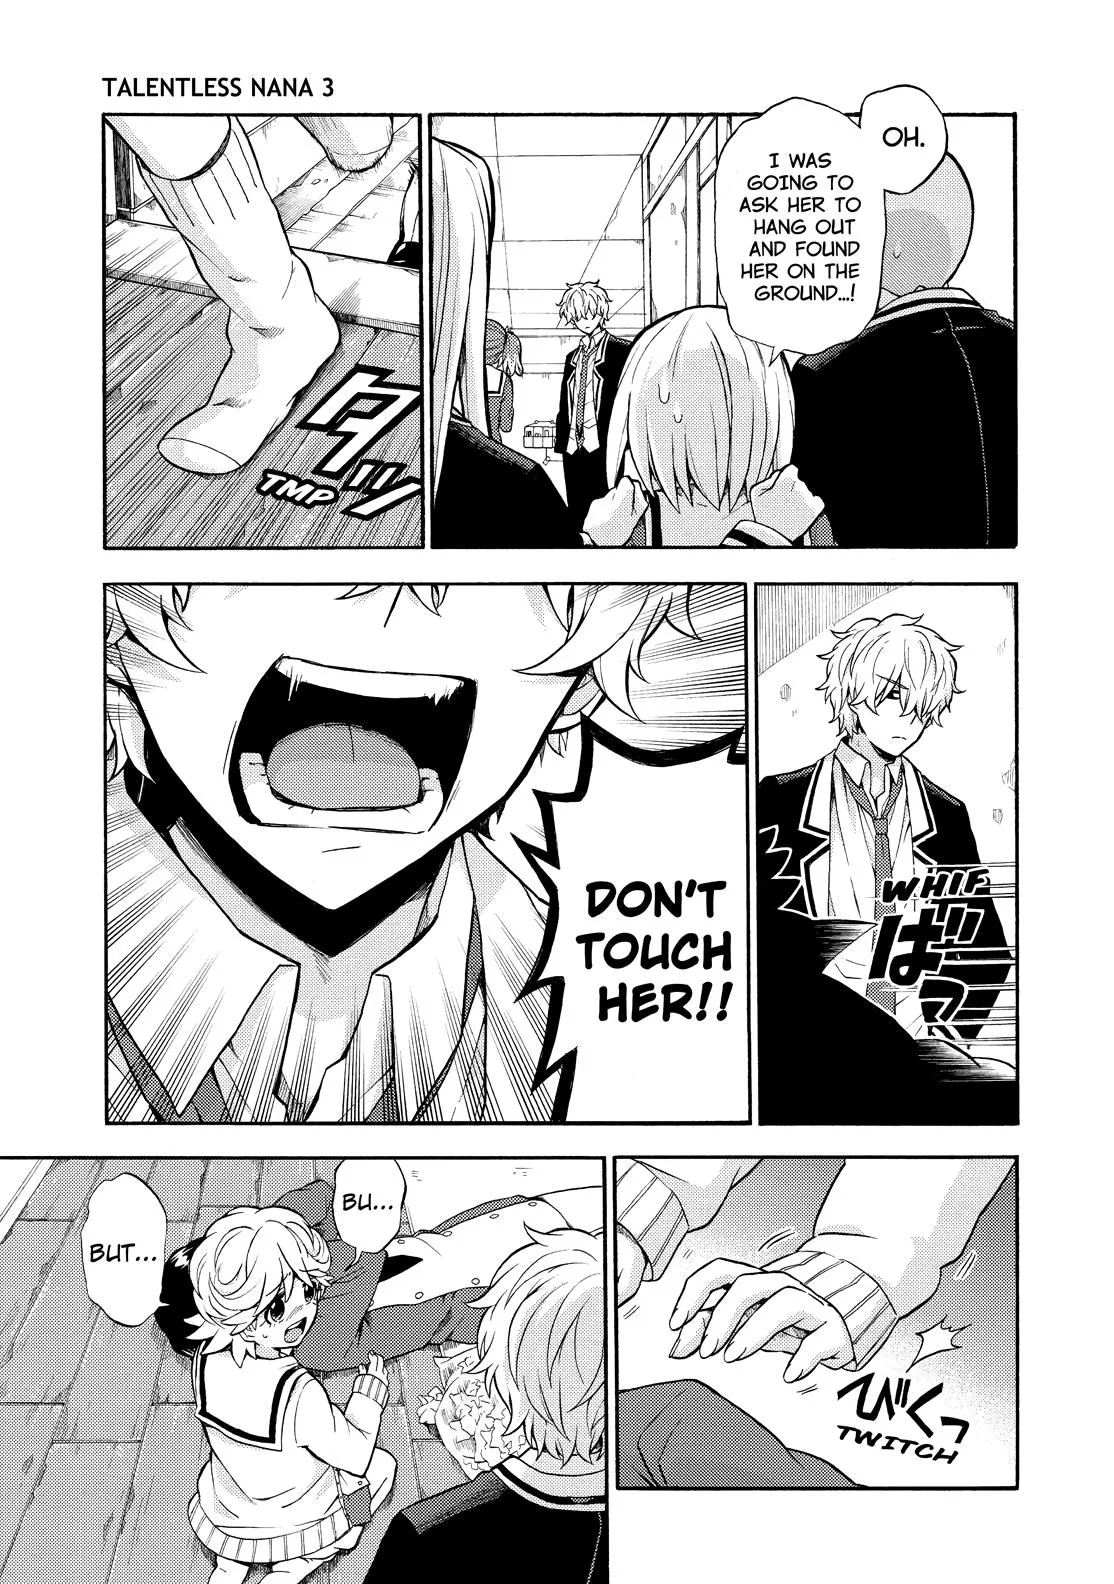 TALENTLESS NANA 3
OH.
I WAS
GOING TO
ASK HER TO
HANG OUT
AND FOUND
HER ON THE
GROUND...!
タッ
TMP
WHIF
ばっ
DON'T
TOUCH
HER!!
びくっ
TWITCH
BU...
BUT...